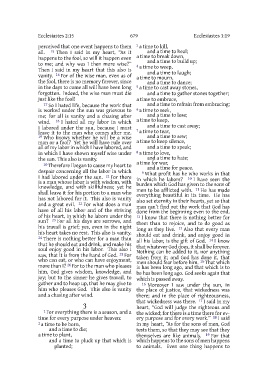 Ecclesiastes 2:15
679
Ecclesiastes 3:19
perceived that one event happens to them
all. 15 Then I said in my heart, "As it
happens to the fool, so will it happen even
to me; and why was I then more wise?"
Then I said in my heart that this also is
vanity. 16 For of the wise man, even as of
the fool, there is no memory forever, since
in the days to come all will have been long
forgotten. Indeed, the wise man must die
just like the fool!
17 So I hated life, because the work that
is worked under the sun was grievous to
me; for all is vanity and a chasing after
wind. 18 I hated all my labor in which
I labored under the sun, because I must
leave it to the man who comes after me.
19 Who knows whether he will be a wise
man or a fool? Yet he will have rule over
all of my labor in which I have labored, and
in which I have shown myself wise under
the sun. This also is vanity.
20 Therefore I began to cause my heart to
despair concerning all the labor in which
I had labored under the sun. 21 For there
is a man whose labor is with wisdom, with
knowledge, and with skillfulness; yet he
shall leave it for his portion to a man who
has not labored for it. This also is vanity
and a great evil. 22 For what does a man
have of all his labor and of the striving
of his heart, in which he labors under the
sun? 23 For all his days are sorrows, and
his travail is grief; yes, even in the night
his heart takes no rest. This also is vanity.
24 There is nothing better for a man than
that he should eat and drink, and make his
soul enjoy good in his labor. This also I
saw, that it is from the hand of God. 25 For
who can eat, or who can have enjoyment,
more than I? 26 For to the man who pleases
him, God gives wisdom, knowledge, and
joy; but to the sinner he gives travail, to
gather and to heap up, that he may give to
him who pleases God. This also is vanity
and a chasing after wind.
3
1 For everything there is a season, and a
time for every purpose under heaven:
2 a time to be born,
and a time to die;
a time to plant,
and a time to pluck up that which is
planted;
3 a time to kill,
and a time to heal;
a time to break down,
and a time to build up;
4 a time to weep,
and a time to laugh;
a time to mourn,
and a time to dance;
5 a time to cast away stones,
and a time to gather stones together;
a time to embrace,
and a time to refrain from embracing;
6 a time to seek,
and a time to lose;
a time to keep,
and a time to cast away;
7 a time to tear,
and a time to sew;
a time to keep silence,
and a time to speak;
8 a time to love,
and a time to hate;
a time for war,
and a time for peace.
9 What profit has he who works in that
in which he labors? 10 I have seen the
burden which God has given to the sons of
men to be afflicted with. 11 He has made
everything beautiful in its time. He has
also set eternity in their hearts, yet so that
man can't find out the work that God has
done from the beginning even to the end.
12 I know that there is nothing better for
them than to rejoice, and to do good as
long as they live. 13 Also that every man
should eat and drink, and enjoy good in
all his labor, is the gift of God. 14 I know
that whatever God does, it shall be forever.
Nothing can be added to it, nor anything
taken from it; and God has done it, that
men should fear before him. 15 That which
is has been long ago, and that which is to
be has been long ago. God seeks again that
which is passed away.
16 Moreover I saw under the sun, in
the place of justice, that wickedness was
there; and in the place of righteousness,
that wickedness was there. 17 I said in my
heart, "God will judge the righteous and
the wicked; for there is a time there for ev-
ery purpose and for every work." 18 I said
in my heart, "As for the sons of men, God
tests them, so that they may see that they
themselves are like animals. 19 For that
which happens to the sons of men happens
to animals. Even one thing happens to